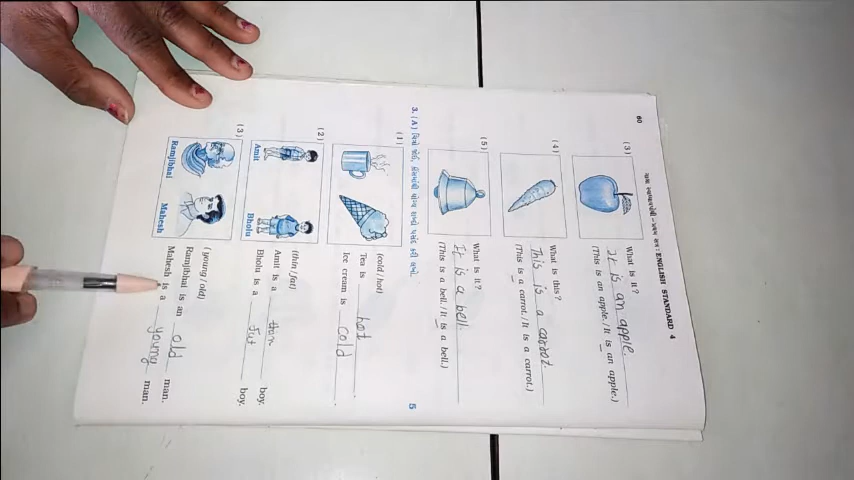 60
ENGLISH STANDARD 4
(3)
What is it?
It is an apple.
(This is an apple. / It is an apple.)
(4)
What is this?
This is a carrot
(This is a carrot. / It is a carrot.)
(5)
What is it?
It is a bell.
(This is a bell. / It is a bell.)
3. (A)
5
(1)
(cold / hot)
Tea is hot.
Ice cream is cold.
(2)
Amit
Bholu
(thin / fat)
Amit is a thin boy.
Bholu is a boy.
(3)
Ramjibhai
Mahesh
(young / old)
Ramjibhai is an old man.
Mahesh is a young man.